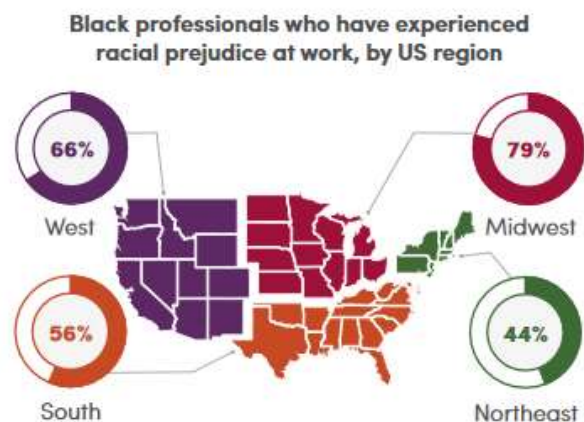 Black professionals who have experienced
racial prejudice at work, by US region
66%
West
79%
Midwest
56%
South
44%
Northeast